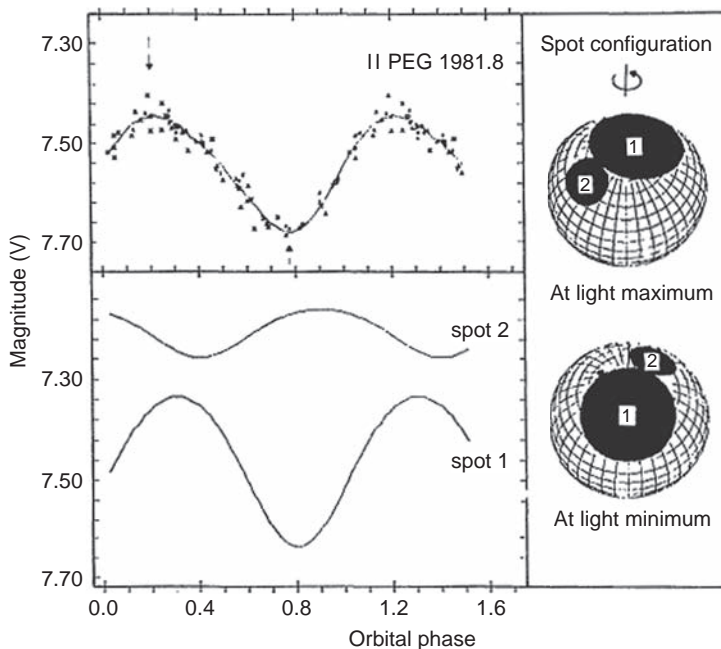 II PEG 1981.8
7.30
7.50
7.70
Magnitude (V)
spot 2
7.30
spot 1
7.50
7.70
0.0 0.4 0.8 1.2 1.6
Orbital phase
Spot configuration
1
2
At light maximum
2
1
At light minimum